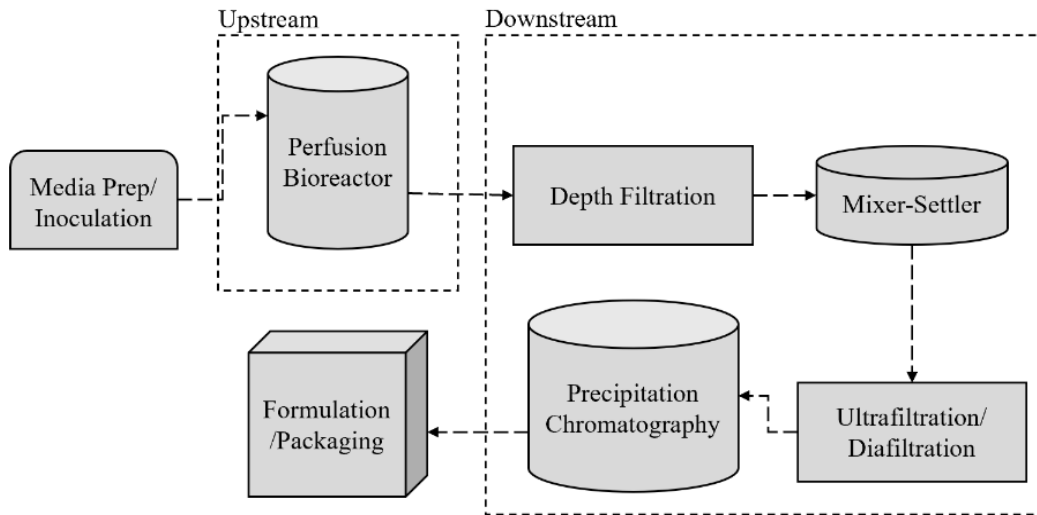 Upstream
Downstream
Media Prep/
Inoculation
Perfusion
Bioreactor
Depth Filtration
Mixer-Settler
Formulation
/Packaging
Precipitation
Chromatography
Ultrafiltration/
Diafiltration